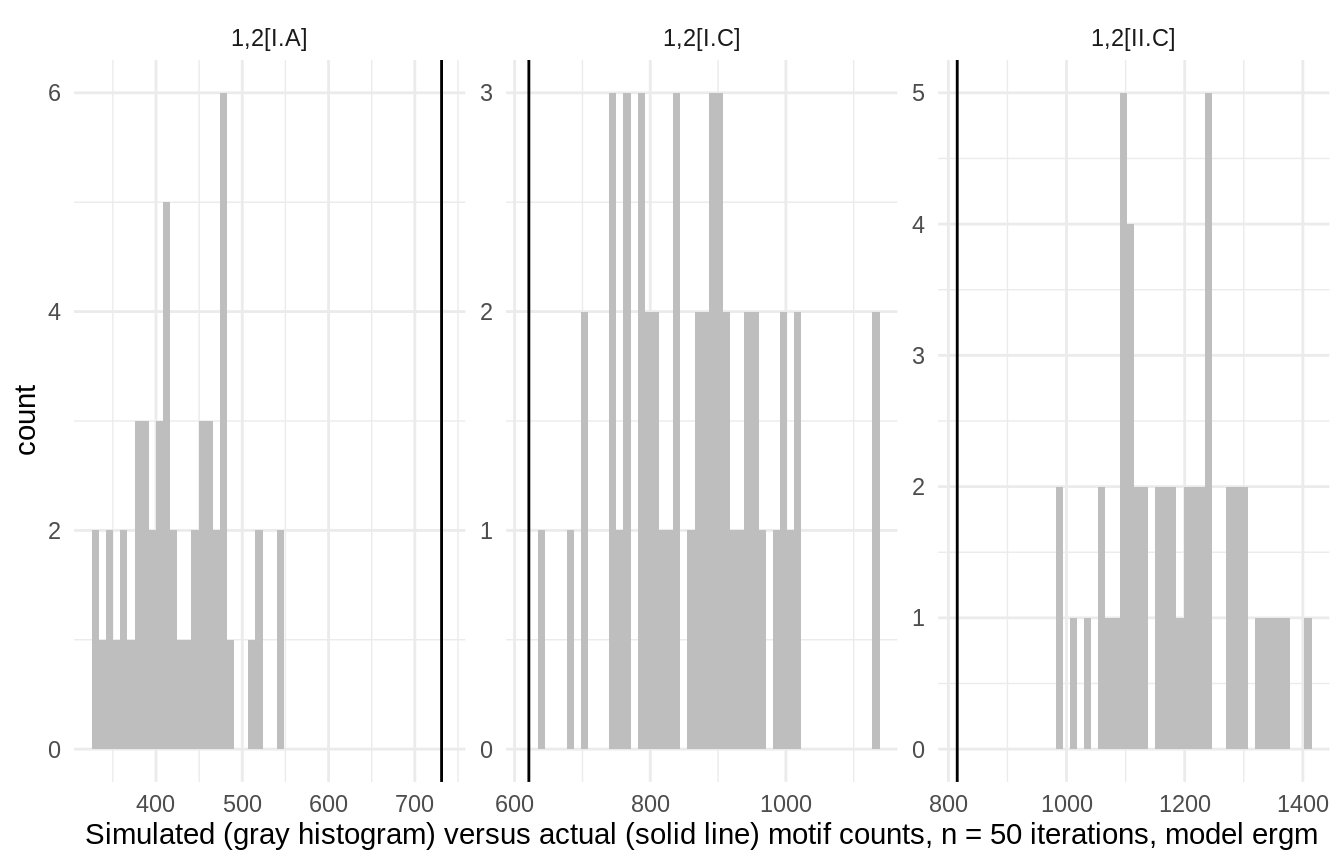 1,2[I.A] 1,2[I.C] 1,2[II.C]
6 3 5
4
4 2 3
2
2 1 1
0 0 0
count
400 500 600 700 600 800 1000 800 1000 1200 1400
Simulated (gray histogram) versus actual (solid line) motif counts, n = 50 iterations, model ergm